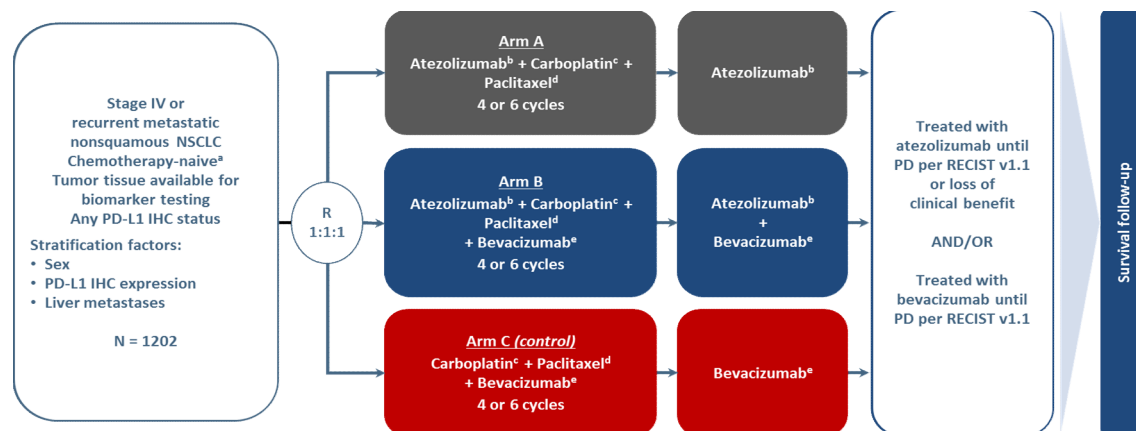 Stage IV or
recurrent metastatic
nonsquamous NSCLC
Chemotherapy-naiveᵃ
Tumor tissue available for
biomarker testing
Any PD-L1 IHC status
Stratification factors:
• Sex
• PD-L1 IHC expression
• Liver metastases
N = 1202
R
1:1:1
Arm A
Atezolizumabᵇ + Carboplatinᶜ +
Paclitaxelᵈ
4 or 6 cycles
Atezolizumabᵇ
Arm B
Atezolizumabᵇ + Carboplatinᶜ +
Paclitaxelᵈ
+ Bevacizumabᵉ
4 or 6 cycles
Atezolizumabᵇ
+
Bevacizumabᵉ
Arm C (control)
Carboplatinᶜ + Paclitaxelᵈ
+ Bevacizumabᵉ
4 or 6 cycles
Bevacizumabᵉ
Treated with
atezolizumab until
PD per RECIST v1.1
or loss of
clinical benefit
AND/OR
Treated with
bevacizumab until
PD per RECIST v1.1
Survival follow-up